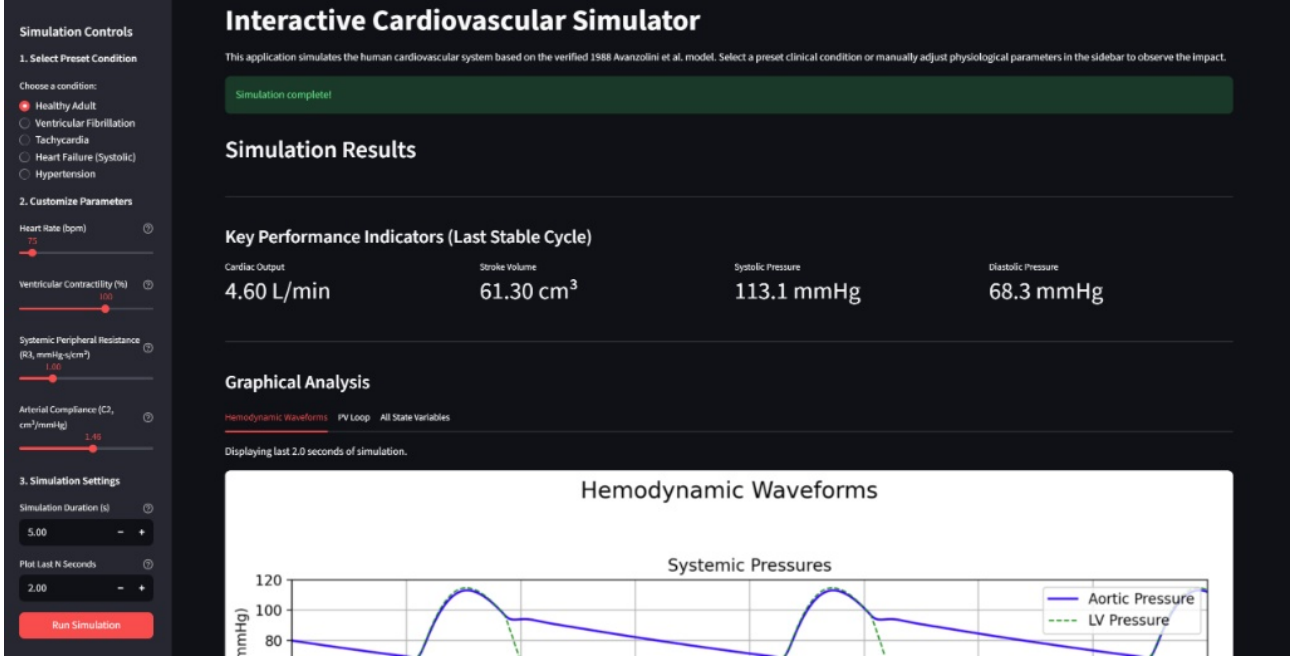 Simulation Controls
1. Select Preset Condition
Choose a condition:
Healthy Adult
Ventricular Fibrillation
Tachycardia
Heart Failure (Systolic)
Hypertension
2. Customize Parameters
Heart Rate (bpm)
75
Ventricular Contractility (%)
100
Systemic Peripheral Resistance
(R3, mmHg·s/cm³)
1.00
Arterial Compliance (C2,
cm³/mmHg)
1.46
3. Simulation Settings
Simulation Duration (s)
5.00 - +
Plot Last N Seconds
2.00 - +
Run Simulation
Interactive Cardiovascular Simulator
This application simulates the human cardiovascular system based on the verified 1988 Avanzolini et al. model. Select a preset clinical condition or manually adjust physiological parameters in the sidebar to observe the impact.
Simulation complete!
Simulation Results
Key Performance Indicators (Last Stable Cycle)
Cardiac Output Stroke Volume Systolic Pressure Diastolic Pressure
4.60 L/min 61.30 cm³ 113.1 mmHg 68.3 mmHg
Graphical Analysis
Hemodynamic Waveforms PV Loop All State Variables
Displaying last 2.0 seconds of simulation.
Hemodynamic Waveforms
Systemic Pressures
120
100
80
mmHg)
Aortic Pressure
LV Pressure